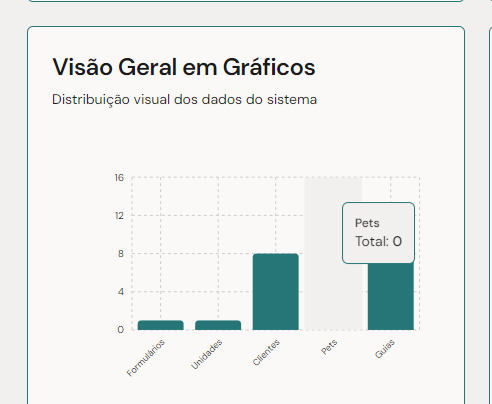 Visão Geral em Gráficos
Distribuição visual dos dados do sistema
16
12
8
4
0
Pets
Total: 0
Formulários
Unidades
Clientes
Pets
Guias